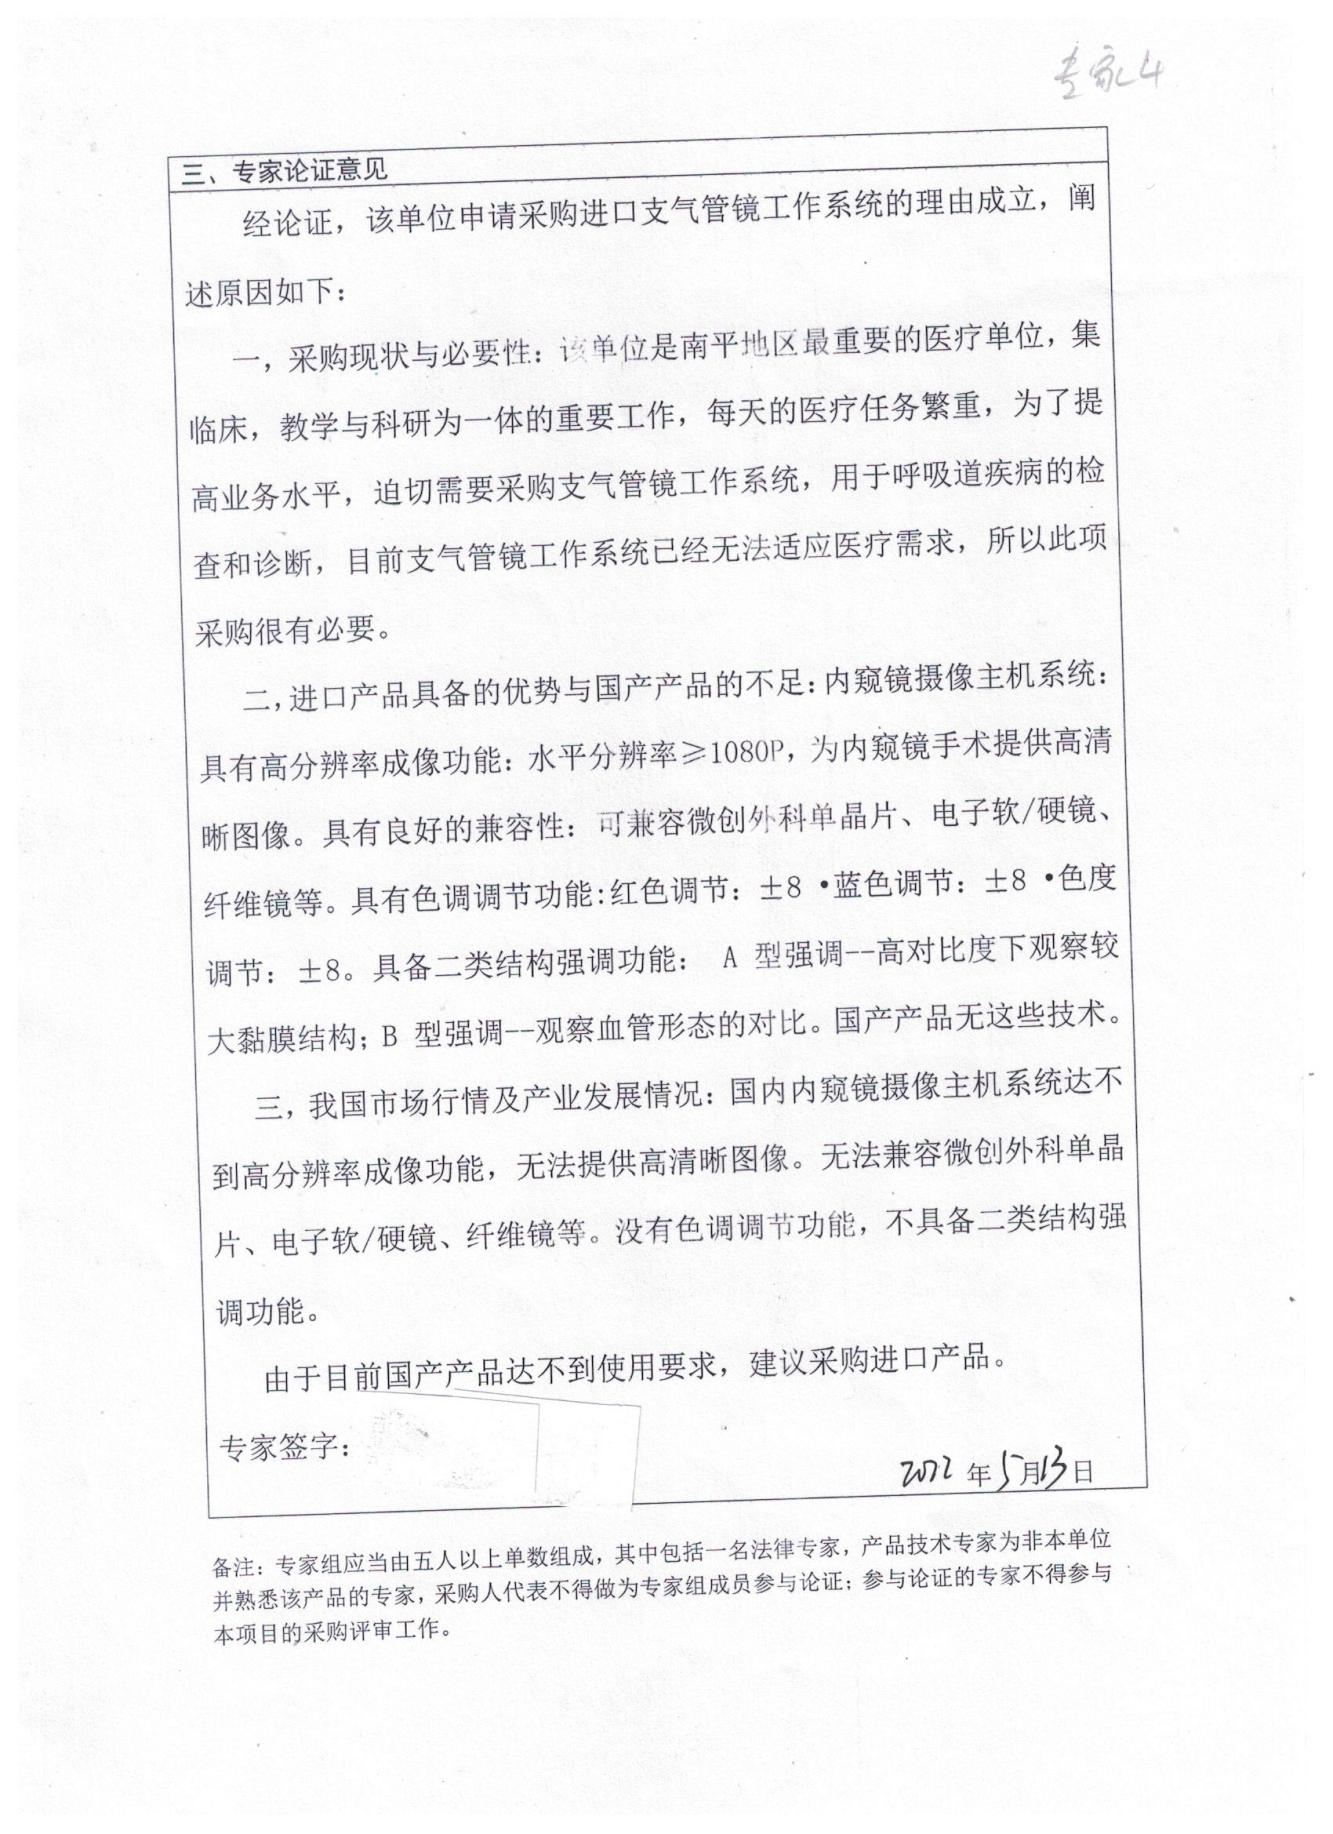 专家4
三、专家论证意见
经论证，该单位申请采购进口支气管镜工作系统的理由成立，阐
述原因如下：
一，采购现状与必要性：该单位是南平地区最重要的医疗单位，集
临床，教学与科研为一体的重要工作，每天的医疗任务繁重，为了提
高业务水平，迫切需要采购支气管镜工作系统，用于呼吸道疾病的检
查和诊断，目前支气管镜工作系统已经无法适应医疗需求，所以此项
采购很有必要。
二，进口产品具备的优势与国产产品的不足：内窥镜摄像主机系统：
具有高分辨率成像功能：水平分辨率≥1080P，为内窥镜手术提供高清
晰图像。具有良好的兼容性：可兼容微创外科单晶片、电子软/硬镜、
纤维镜等。具有色调调节功能：红色调节：±8 •蓝色调节：±8 •色度
调节：±8。具备二类结构强调功能： A 型强调--高对比度下观察较
大黏膜结构；B 型强调--观察血管形态的对比。国产产品无这些技术。
三，我国市场行情及产业发展情况：国内内窥镜摄像主机系统达不
到高分辨率成像功能，无法提供高清晰图像。无法兼容微创外科单晶
片、电子软/硬镜、纤维镜等。没有色调调节功能，不具备二类结构强
调功能。
由于目前国产产品达不到使用要求，建议采购进口产品。
专家签字：
2022 年 5 月 13 日
备注：专家组应当由五人以上单数组成，其中包括一名法律专家，产品技术专家为非本单位
并熟悉该产品的专家，采购人代表不得做为专家组成员参与论证；参与论证的专家不得参与
本项目的采购评审工作。